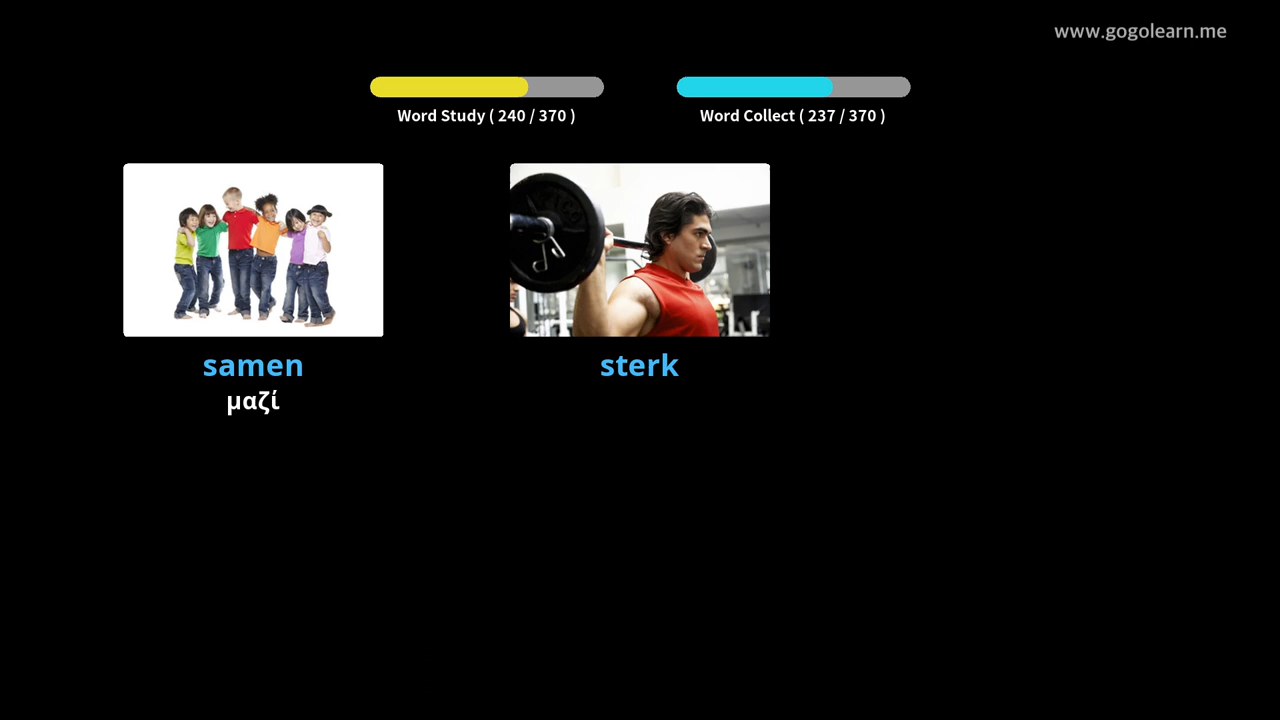 www.gogolearn.me
Word Study ( 240 / 370 )
Word Collect ( 237 / 370 )
samen
sterk
μαζί